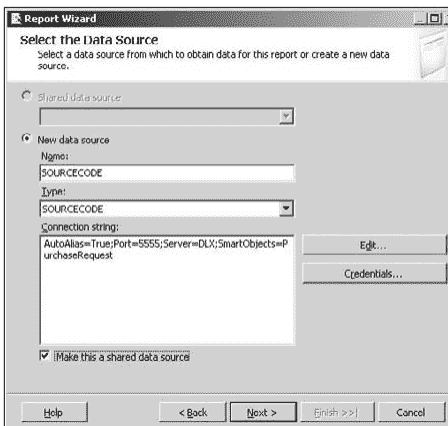 Report Wizard
Select the Data Source
Select a data source from which to obtain data for this report or create a new data
source.
Shared data source
New data source
Name:
SOURCECODE
Type:
SOURCECODE
Connection string:
AutoAlias=True;Port=5555;Server=DLX;SmartObjects=P
urchaseRequest
Edit...
Credentials...
Make this a shared data source
Help
< Back
Next >
Finish >>|
Cancel